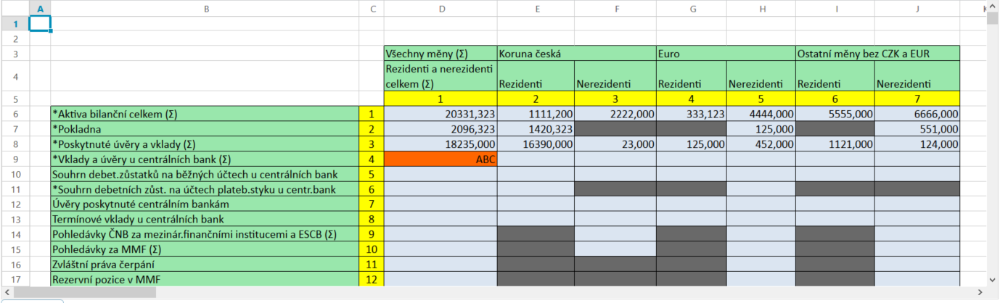 A B C D E F G H I J
1
2
3 Všechny měny (Σ) Koruna česká Euro Ostatní měny bez CZK a EUR
Rezidenti a nerezidenti
4 celkem (Σ) Rezidenti Nerezidenti Rezidenti Nerezidenti Rezidenti Nerezidenti
5 1 2 3 4 5 6 7
6 *Aktiva bilanční celkem (Σ) 1 20331,323 1111,200 2222,000 333,123 4444,000 5555,000 6666,000
7 *Pokladna 2 2096,323 1420,323 125,000 551,000
8 *Poskytnuté úvěry a vklady (Σ) 3 18235,000 16390,000 23,000 125,000 452,000 1121,000 124,000
9 *Vklady a úvěry u centrálních bank (Σ) 4 ABC
10 Souhrn debet.zůstatků na běžných účtech u centrálních bank 5
11 *Souhrn debetních zůst. na účtech plateb.styku u centr.bank 6
12 Úvěry poskytnuté centrálním bankám 7
13 Termínové vklady u centrálních bank 8
14 Pohledávky ČNB za mezinár.finančními institucemi a ESCB (Σ) 9
15 Pohledávky za MMF (Σ) 10
16 Zvláštní práva čerpání 11
17 Rezervní pozice v MMF 12